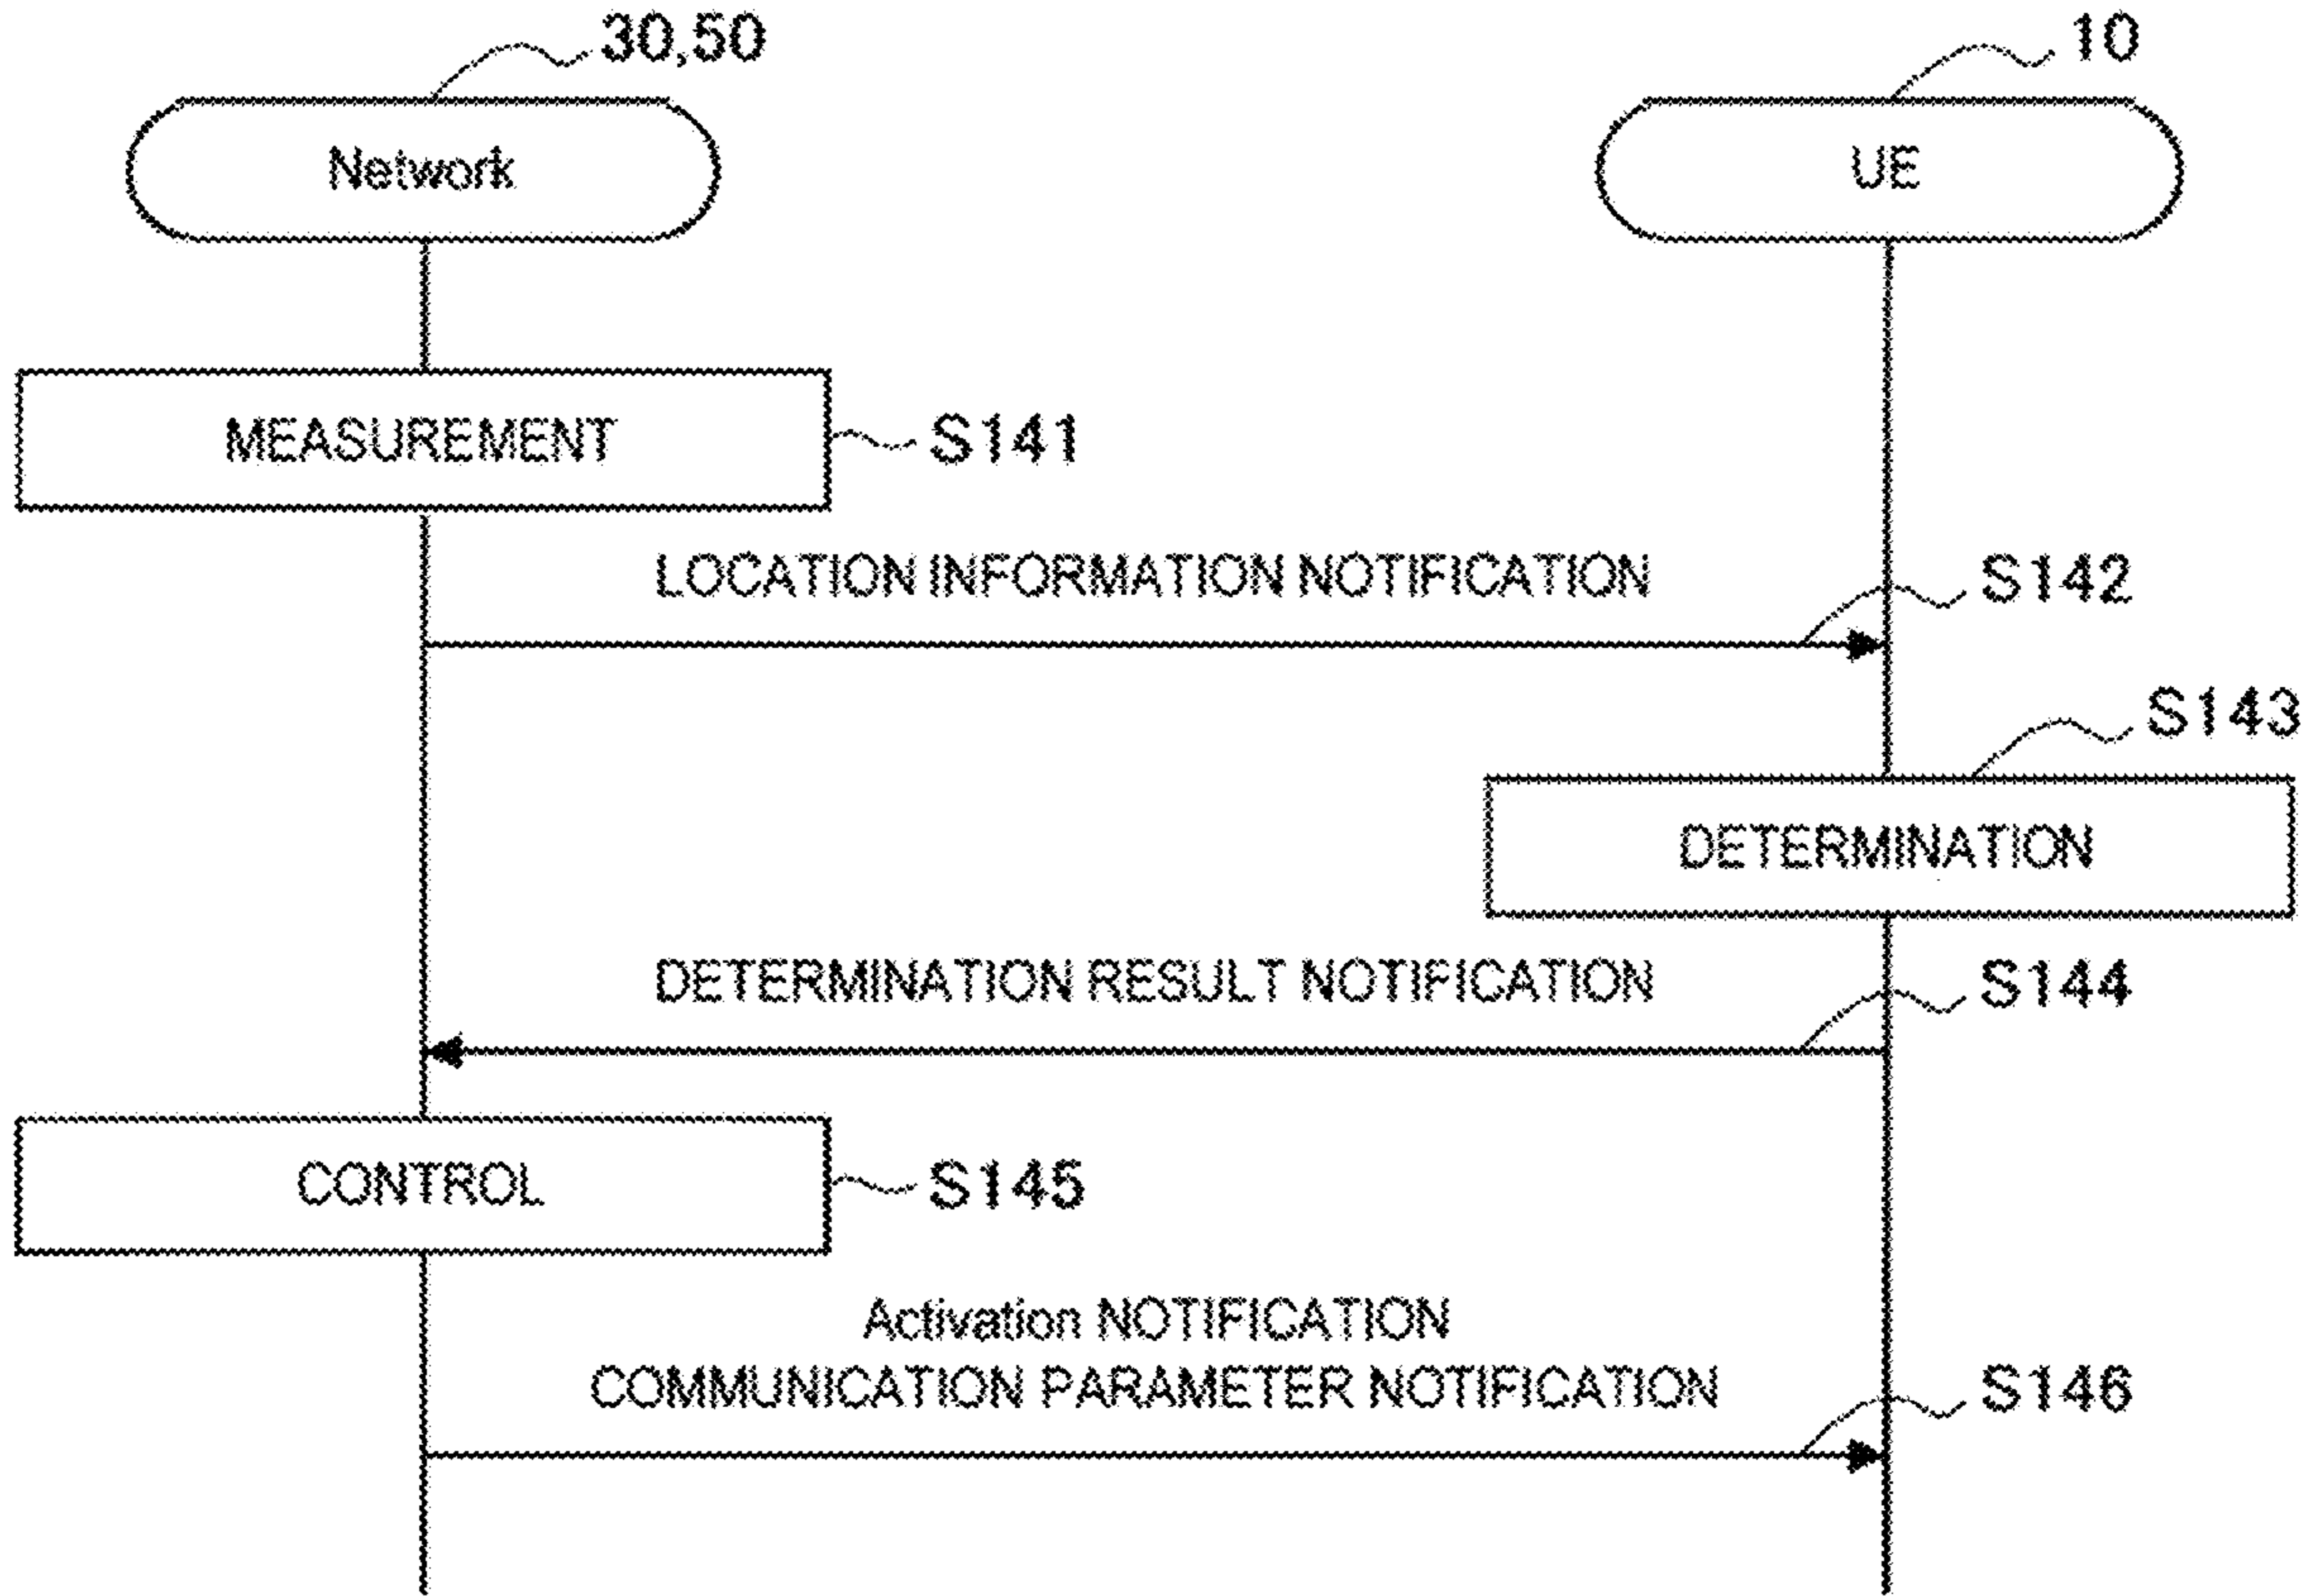 30,50
10
Network
UE
MEASUREMENT
S141
LOCATION INFORMATION NOTIFICATION
S142
S143
DETERMINATION
DETERMINATION RESULT NOTIFICATION
S144
CONTROL
S145
Activation NOTIFICATION
COMMUNICATION PARAMETER NOTIFICATION
S146